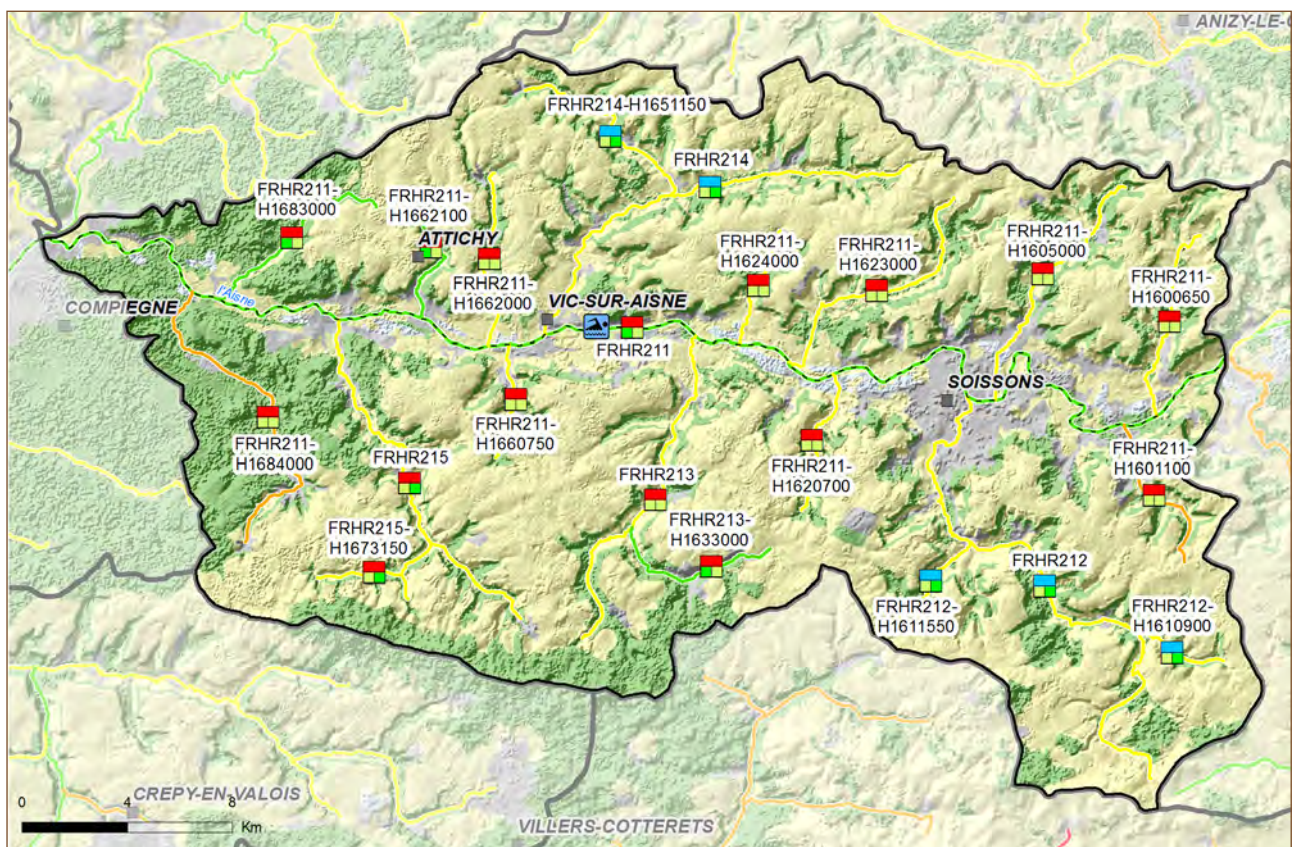 ANIZY-LE-
FRHR214-H1651150
FRHR214
FRHR211-
H1683000
FRHR211-
H1662100
ATTICHY
FRHR211-
H1662000
FRHR211-
H1624000
FRHR211-
H1623000
FRHR211-
H1605000
FRHR211-
H1600650
l'Aisne
COMPIEGNE
VIC-SUR-AISNE
FRHR211
SOISSONS
FRHR211-
H1660750
FRHR211-
H1684000
FRHR215
FRHR213
FRHR211-
H1620700
FRHR211-
H1601100
FRHR215-
H1673150
FRHR213-
H1633000
FRHR212-
H1611550
FRHR212
FRHR212-
H1610900
CREPY-EN-VALOIS
VILLERS-COTTERETS
0 4 8
Km